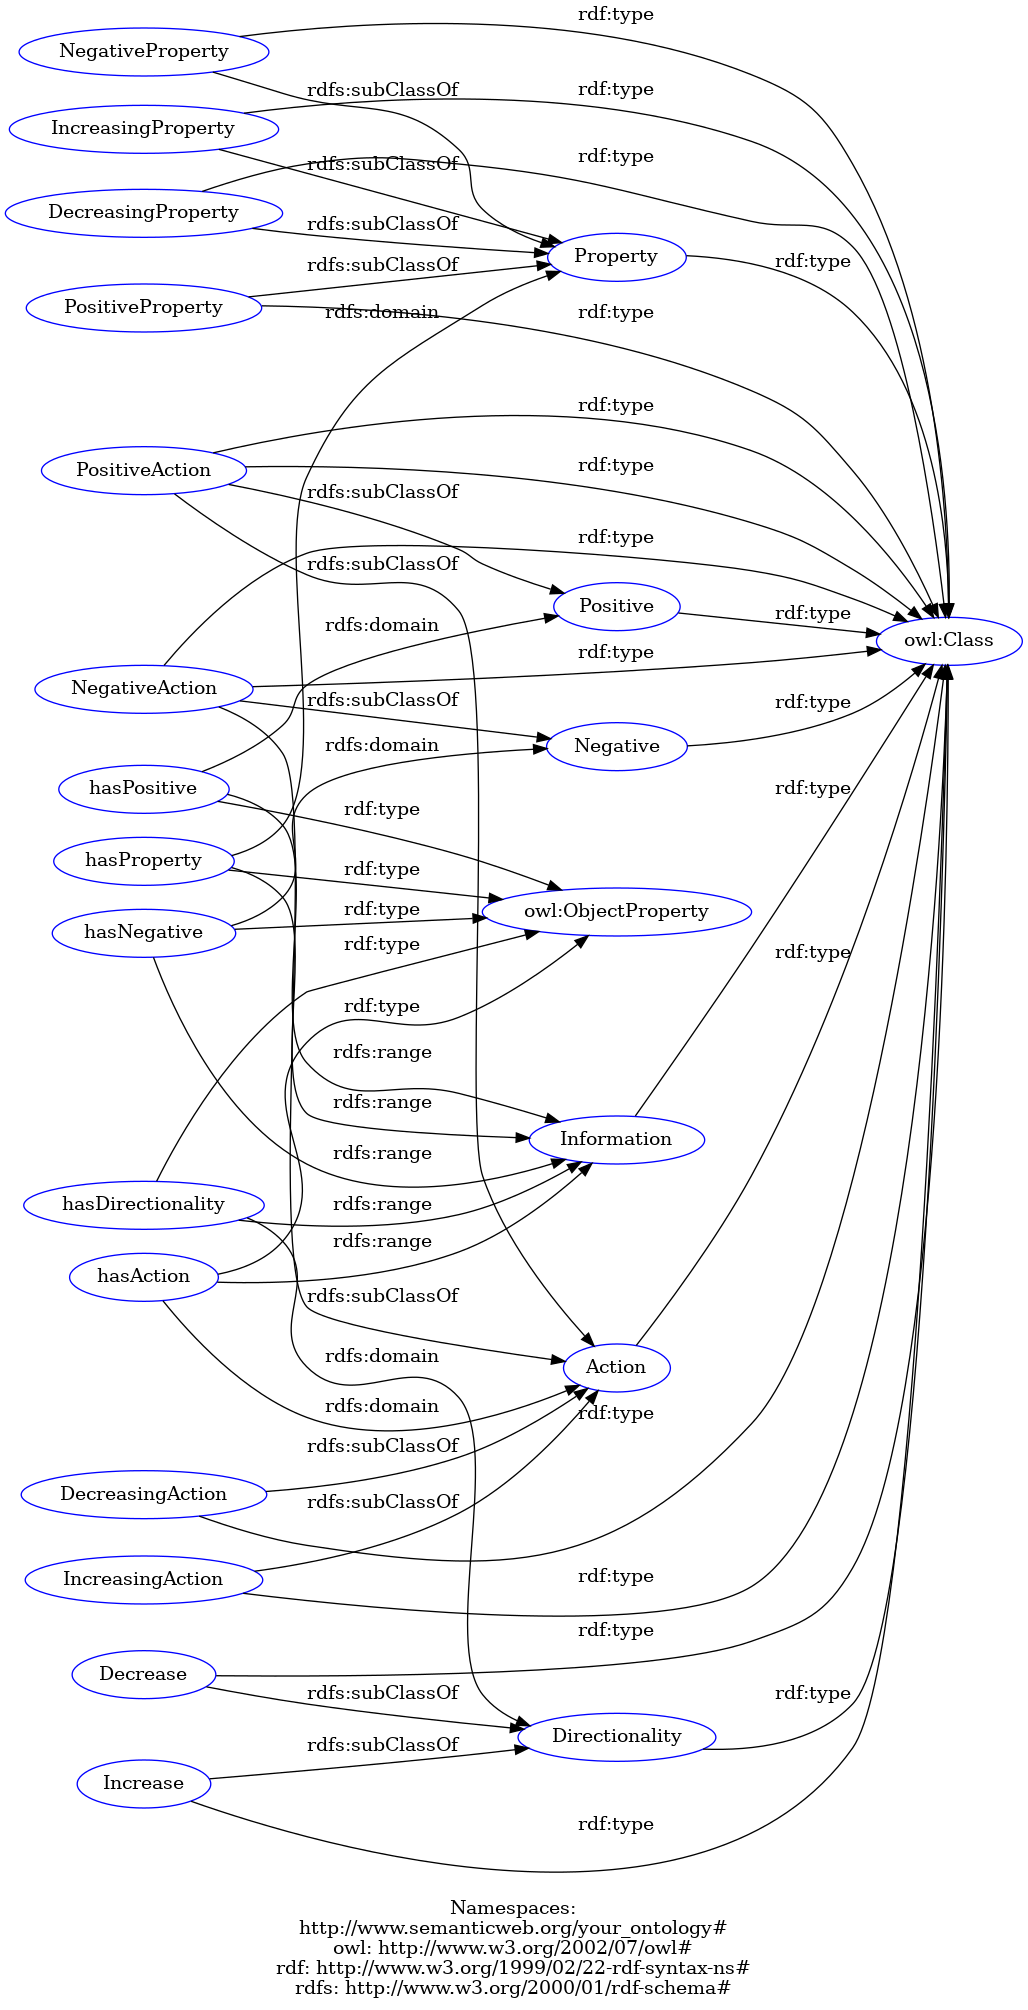 rdf:type
NegativeProperty
rdfs:subClassOf
rdf:type
IncreasingProperty
rdf:type
rdfs:subClassOf
DecreasingProperty
rdfs:subClassOf
Property
rdf:type
rdfs:subClassOf
PositiveProperty
rdfs:domain
rdf:type
rdf:type
PositiveAction
rdf:type
rdfs:subClassOf
rdf:type
rdfs:subClassOf
Positive
rdf:type
rdfs:domain
owl:Class
rdf:type
NegativeAction
rdfs:subClassOf
rdf:type
rdfs:domain
Negative
hasPositive
rdf:type
rdf:type
hasProperty
rdf:type
rdf:type
owl:ObjectProperty
hasNegative
rdf:type
rdf:type
rdf:type
rdfs:range
rdfs:range
Information
rdfs:range
hasDirectionality
rdfs:range
rdfs:range
hasAction
rdfs:subClassOf
rdfs:domain
Action
rdfs:domain
rdf:type
rdfs:subClassOf
DecreasingAction
rdfs:subClassOf
IncreasingAction
rdf:type
rdf:type
Decrease
rdfs:subClassOf
rdf:type
Directionality
rdfs:subClassOf
Increase
rdf:type
Namespaces:
http://www.semanticweb.org/your_ontology#
owl: http://www.w3.org/2002/07/owl#
rdf: http://www.w3.org/1999/02/22-rdf-syntax-ns#
rdfs: http://www.w3.org/2000/01/rdf-schema#